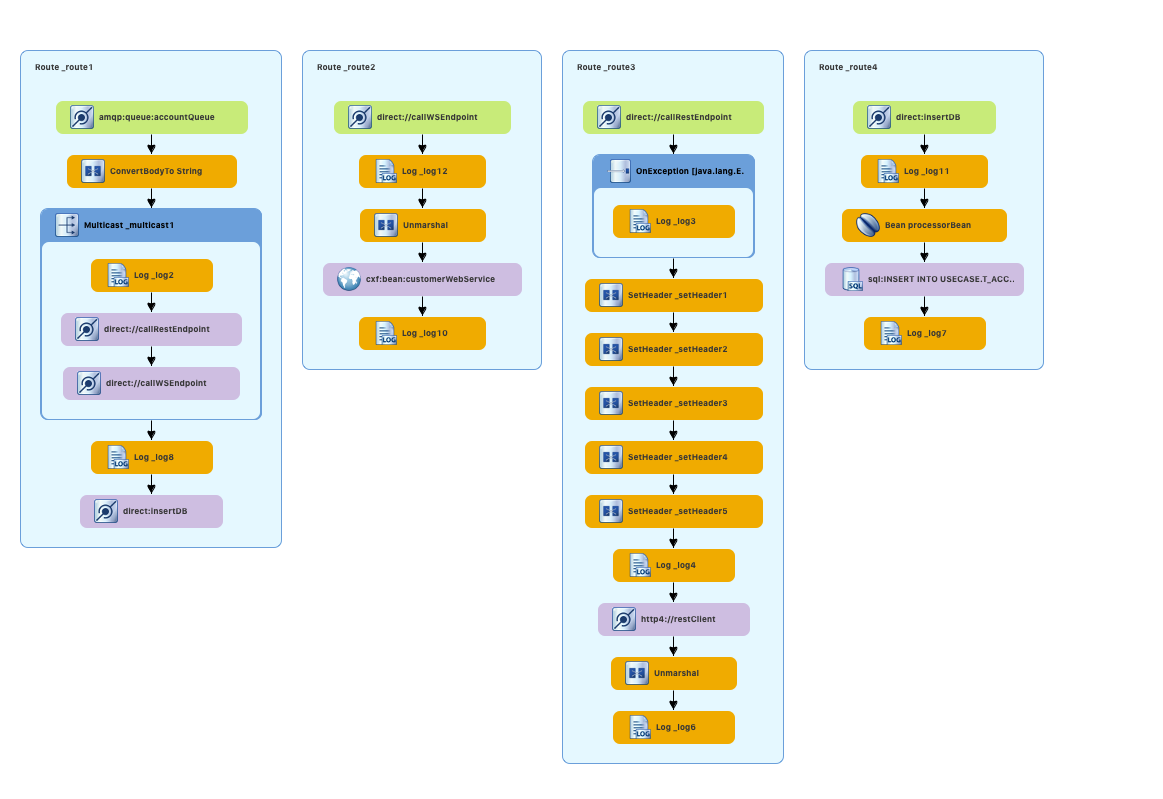 Route _route1
amqp:queue:accountQueue
ConvertBodyTo String
Multicast _multicast1
Log _log2
direct://callRestEndpoint
direct://callWSEndpoint
Log _log8
direct:insertDB
Route _route2
direct://callWSEndpoint
Log _log12
Unmarshal
cxf:bean:customerWebService
Log _log10
Route _route3
direct://callRestEndpoint
OnException [java.lang.E.
Log _log3
SetHeader _setHeader1
SetHeader _setHeader2
SetHeader _setHeader3
SetHeader _setHeader4
SetHeader _setHeader5
Log _log4
http4://restClient
Unmarshal
Log _log6
Route _route4
direct:insertDB
Log _log11
Bean processorBean
sql:INSERT INTO USECASE.T_ACC..
Log _log7
LOG
LOG
LOG
LOG
LOG
LOG
LOG
LOG
LOG
SQL